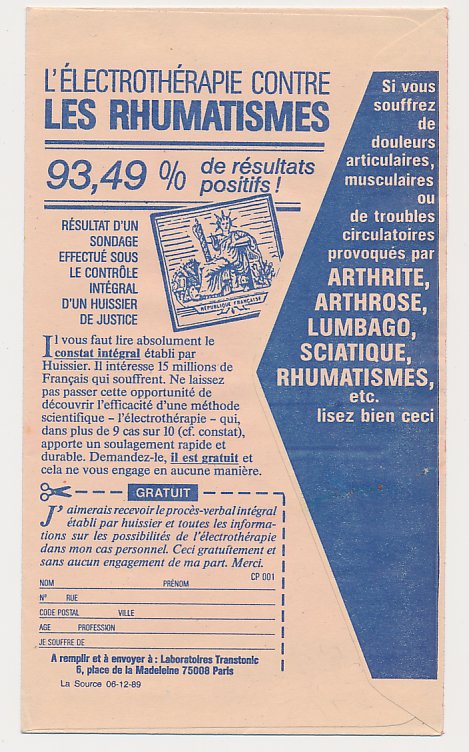 L'ÉLECTROTHÉRAPIE CONTRE
LES RHUMATISMES
93,49 % de résultats
positifs !
RÉSULTAT D'UN
SONDAGE
EFFECTUÉ SOUS
LE CONTRÔLE
INTÉGRAL
D'UN HUISSIER
DE JUSTICE
RÉPUBLIQUE FRANÇAISE
Il vous faut lire absolument le
constat intégral établi par
Huissier. Il intéresse 15 millions de
Français qui souffrent. Ne laissez
pas passer cette opportunité de
découvrir l'efficacité d'une méthode
scientifique – l'électrothérapie – qui,
dans plus de 9 cas sur 10 (cf. constat),
apporte un soulagement rapide et
durable. Demandez-le, il est gratuit et
cela ne vous engage en aucune manière.
GRATUIT
J'aimerais recevoir le procès-verbal intégral
établi par huissier et toutes les informa-
tions sur les possibilités de l'électrothérapie
dans mon cas personnel. Ceci gratuitement et
sans aucun engagement de ma part. Merci.
CP 001
NOM PRÉNOM
N° RUE
CODE POSTAL VILLE
AGE PROFESSION
JE SOUFFRE DE
A remplir et à envoyer à : Laboratoires Transtonic
6, place de la Madeleine 75008 Paris
La Source 06-12-89
Si vous
souffrez
de
douleurs
articulaires,
musculaires
ou
de troubles
circulatoires
provoqués par
ARTHRITE,
ARTHROSE,
LUMBAGO,
SCIATIQUE,
RHUMATISMES,
etc.
lisez bien ceci